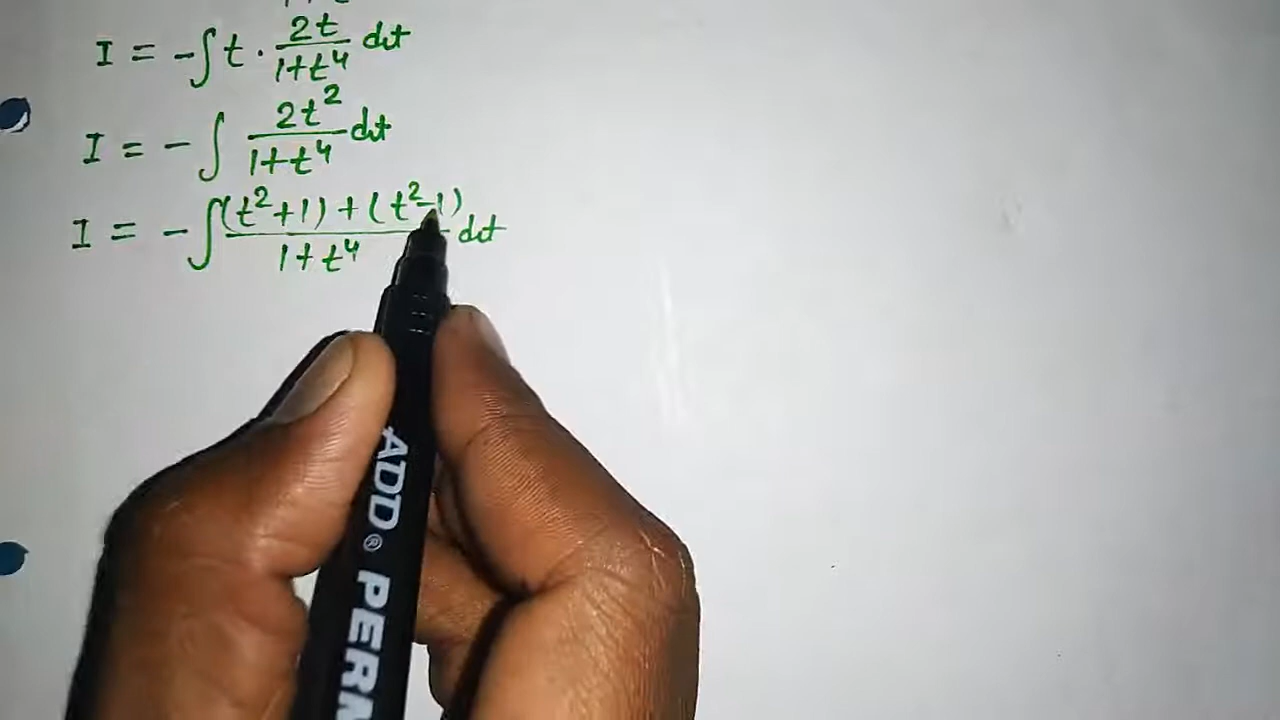 I = -∫ t · 2t/1+t⁴ dt
I = - ∫ 2t²/1+t⁴ dt
I = - ∫ (t²+1)+(t²-1)/1+t⁴ dt
ADD® PERM